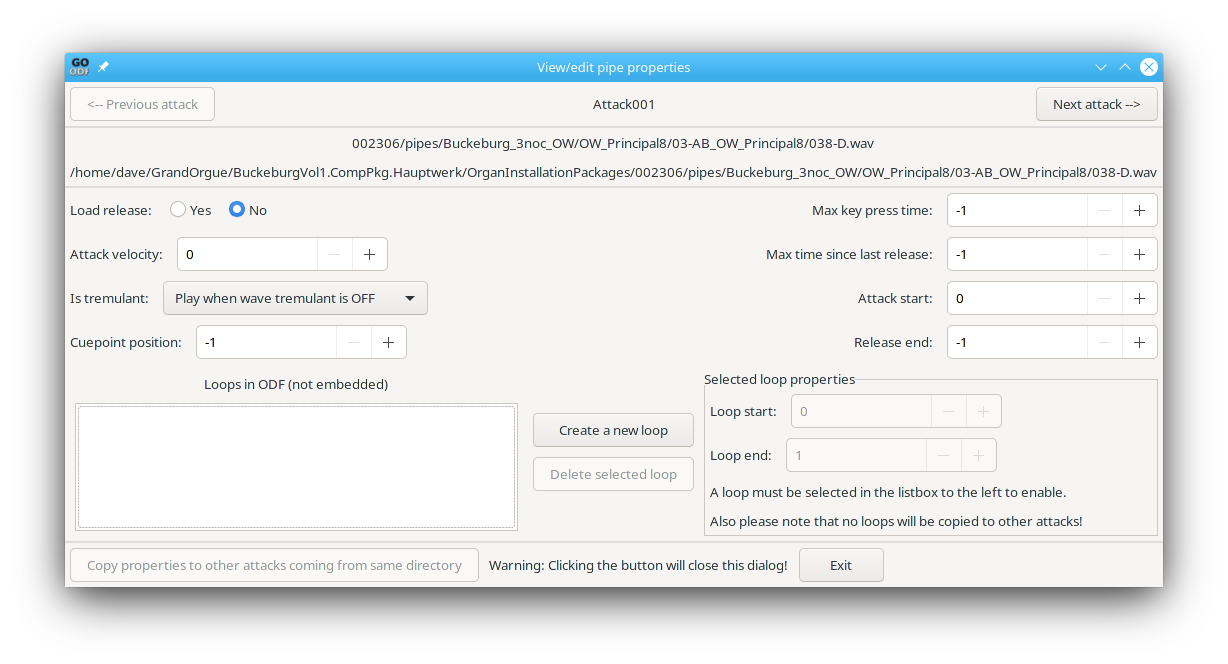 GO
ODF
View/edit pipe properties
<-- Previous attack
Attack001
Next attack -->
002306/pipes/Buckeburg_3noc_OW/OW_Principal8/03-AB_OW_Principal8/038-D.wav
/home/dave/GrandOrgue/BuckeburgVol1.CompPkg.Hauptwerk/OrganInstallationPackages/002306/pipes/Buckeburg_3noc_OW/OW_Principal8/03-AB_OW_Principal8/038-D.wav
Load release: Yes No
Max key press time: -1
Attack velocity: 0
Max time since last release: -1
Is tremulant: Play when wave tremulant is OFF
Attack start: 0
Cuepoint position: -1
Release end: -1
Loops in ODF (not embedded)
Create a new loop
Delete selected loop
Selected loop properties
Loop start: 0
Loop end: 1
A loop must be selected in the listbox to the left to enable.
Also please note that no loops will be copied to other attacks!
Copy properties to other attacks coming from same directory
Warning: Clicking the button will close this dialog!
Exit